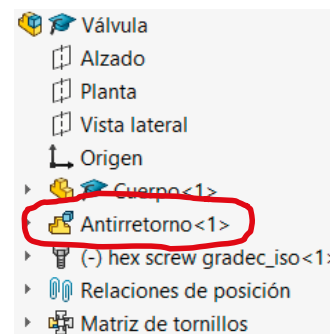 Válvula
Alzado
Planta
Vista lateral
Origen
Cuerpo<1>
Antirretorno<1>
(-) hex screw gradec_iso<1>
Relaciones de posición
Matriz de tornillos